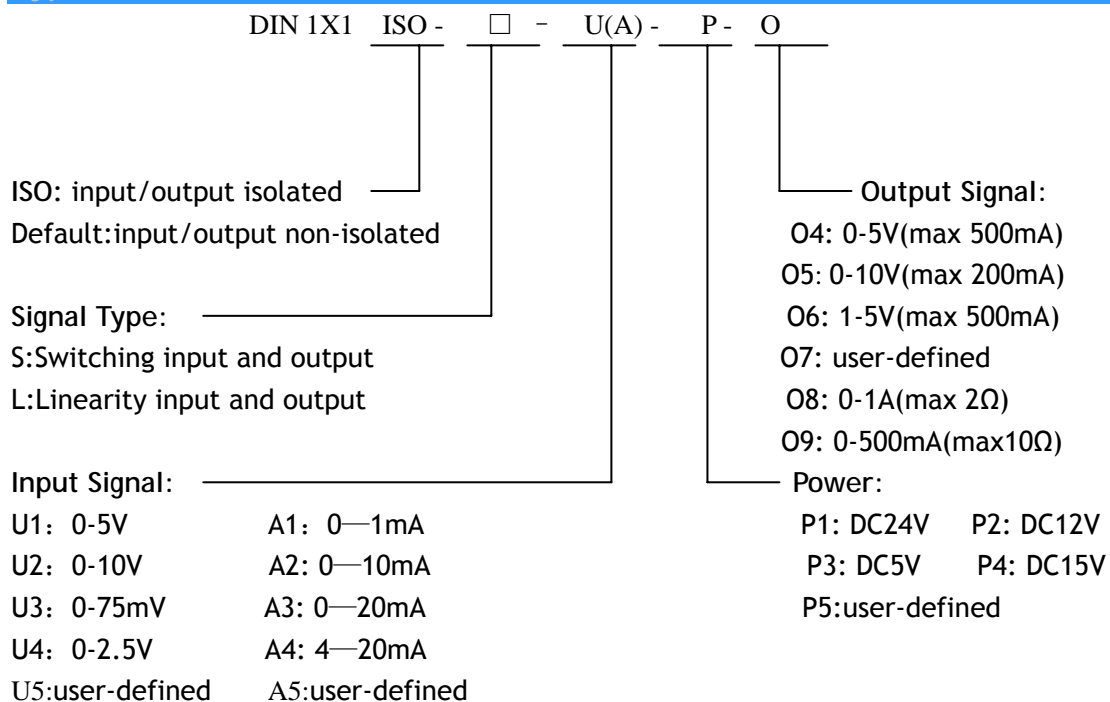 DIN 1X1 ISO - □ - U(A) - P - O
ISO: input/output isolated
Default:input/output non-isolated
Signal Type:
S:Switching input and output
L:Linearity input and output
Input Signal:
U1：0-5V A1：0—1mA
U2：0-10V A2: 0—10mA
U3：0-75mV A3: 0—20mA
U4：0-2.5V A4: 4—20mA
U5:user-defined A5:user-defined
Output Signal:
O4: 0-5V(max 500mA)
O5: 0-10V(max 200mA)
O6: 1-5V(max 500mA)
O7: user-defined
O8: 0-1A(max 2Ω)
O9: 0-500mA(max10Ω)
Power:
P1: DC24V P2: DC12V
P3: DC5V P4: DC15V
P5:user-defined